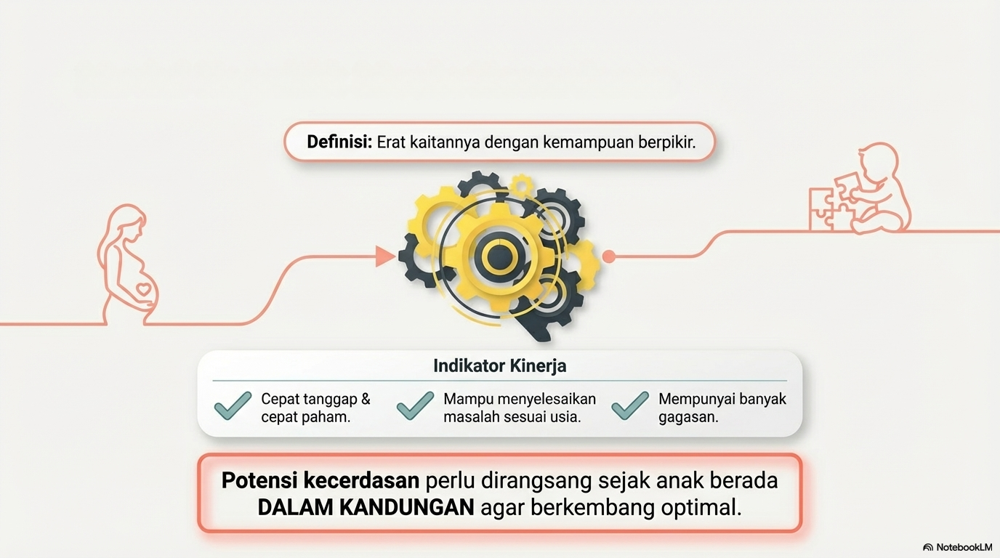 Definisi: Erat kaitannya dengan kemampuan berpikir.
Indikator Kinerja
Cepat tanggap &
cepat paham.
Mampu menyelesaikan
masalah sesuai usia.
Mempunyai banyak
gagasan.
Potensi kecerdasan perlu dirangsang sejak anak berada
DALAM KANDUNGAN agar berkembang optimal.
NotebookLM